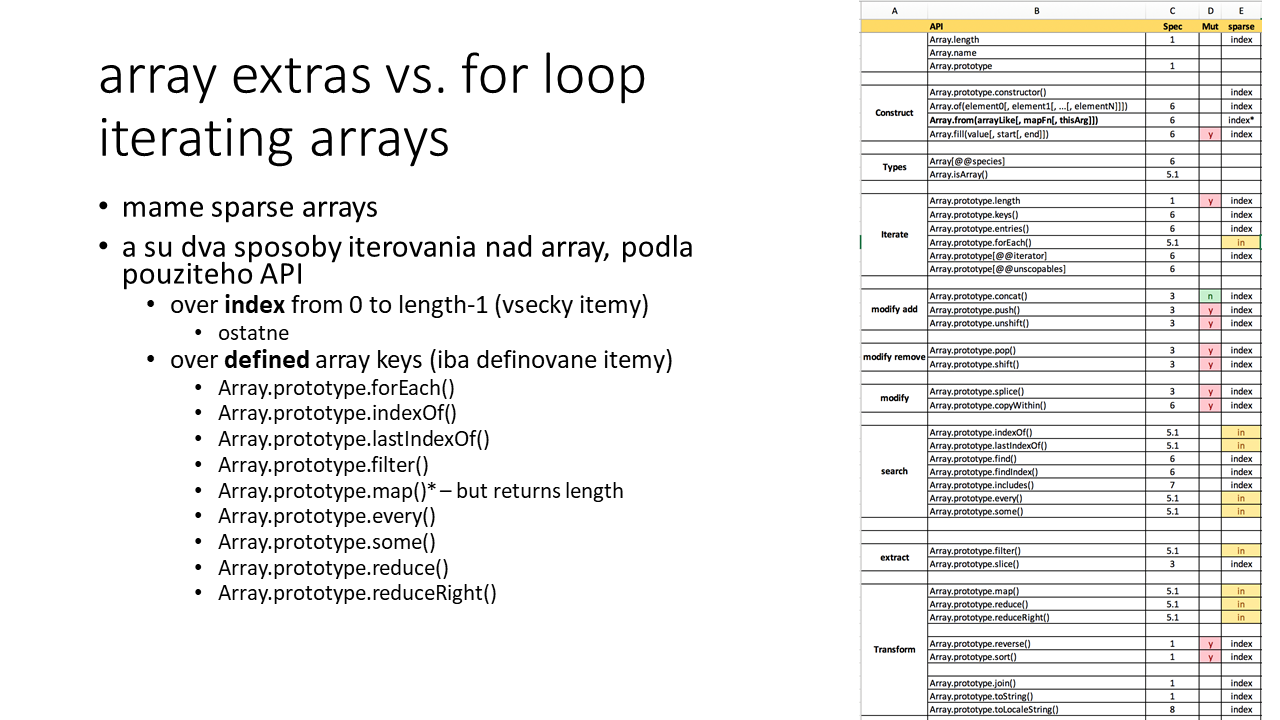 array extras vs. for loop
iterating arrays
• mame sparse arrays
• a su dva sposoby iterovania nad array, podla
pouziteho API
• over index from 0 to length-1 (vsecky itemy)
• ostatne
• over defined array keys (iba definovane itemy)
• Array.prototype.forEach()
• Array.prototype.indexOf()
• Array.prototype.lastIndexOf()
• Array.prototype.filter()
• Array.prototype.map()* – but returns length
• Array.prototype.every()
• Array.prototype.some()
• Array.prototype.reduce()
• Array.prototype.reduceRight()
A B C D E
API Spec Mut sparse
Array.length 1 index
Array.name
Array.prototype 1
Construct
Array.prototype.constructor() index
Array.of(element0[, element1[, ...[, elementN]]]]) 6 index
Array.from(arrayLike[, mapFn[, thisArg]]) 6 index*
Array.fill(value[, start[, end]]) 6 y index
Types
Array[@@species] 6
Array.isArray() 5.1
Iterate
Array.prototype.length 1 y index
Array.prototype.keys() 6 index
Array.prototype.entries() 6 index
Array.prototype.forEach() 5.1 in
Array.prototype[@@iterator] 6 index
Array.prototype[@@unscopables] 6
modify add
Array.prototype.concat() 3 n index
Array.prototype.push() 3 y index
Array.prototype.unshift() 3 y index
modify remove
Array.prototype.pop() 3 y index
Array.prototype.shift() 3 y index
modify
Array.prototype.splice() 3 y index
Array.prototype.copyWithin() 6 y index
search
Array.prototype.indexOf() 5.1 in
Array.prototype.lastIndexOf() 5.1 in
Array.prototype.find() 6 index
Array.prototype.findIndex() 6 index
Array.prototype.includes() 7 index
Array.prototype.every() 5.1 in
Array.prototype.some() 5.1 in
extract
Array.prototype.filter() 5.1 in
Array.prototype.slice() 3 index
Transform
Array.prototype.map() 5.1 in
Array.prototype.reduce() 5.1 in
Array.prototype.reduceRight() 5.1 in
Array.prototype.reverse() 1 y index
Array.prototype.sort() 1 y index
Array.prototype.join() 1 index
Array.prototype.toString() 1 index
Array.prototype.toLocaleString() 8 index